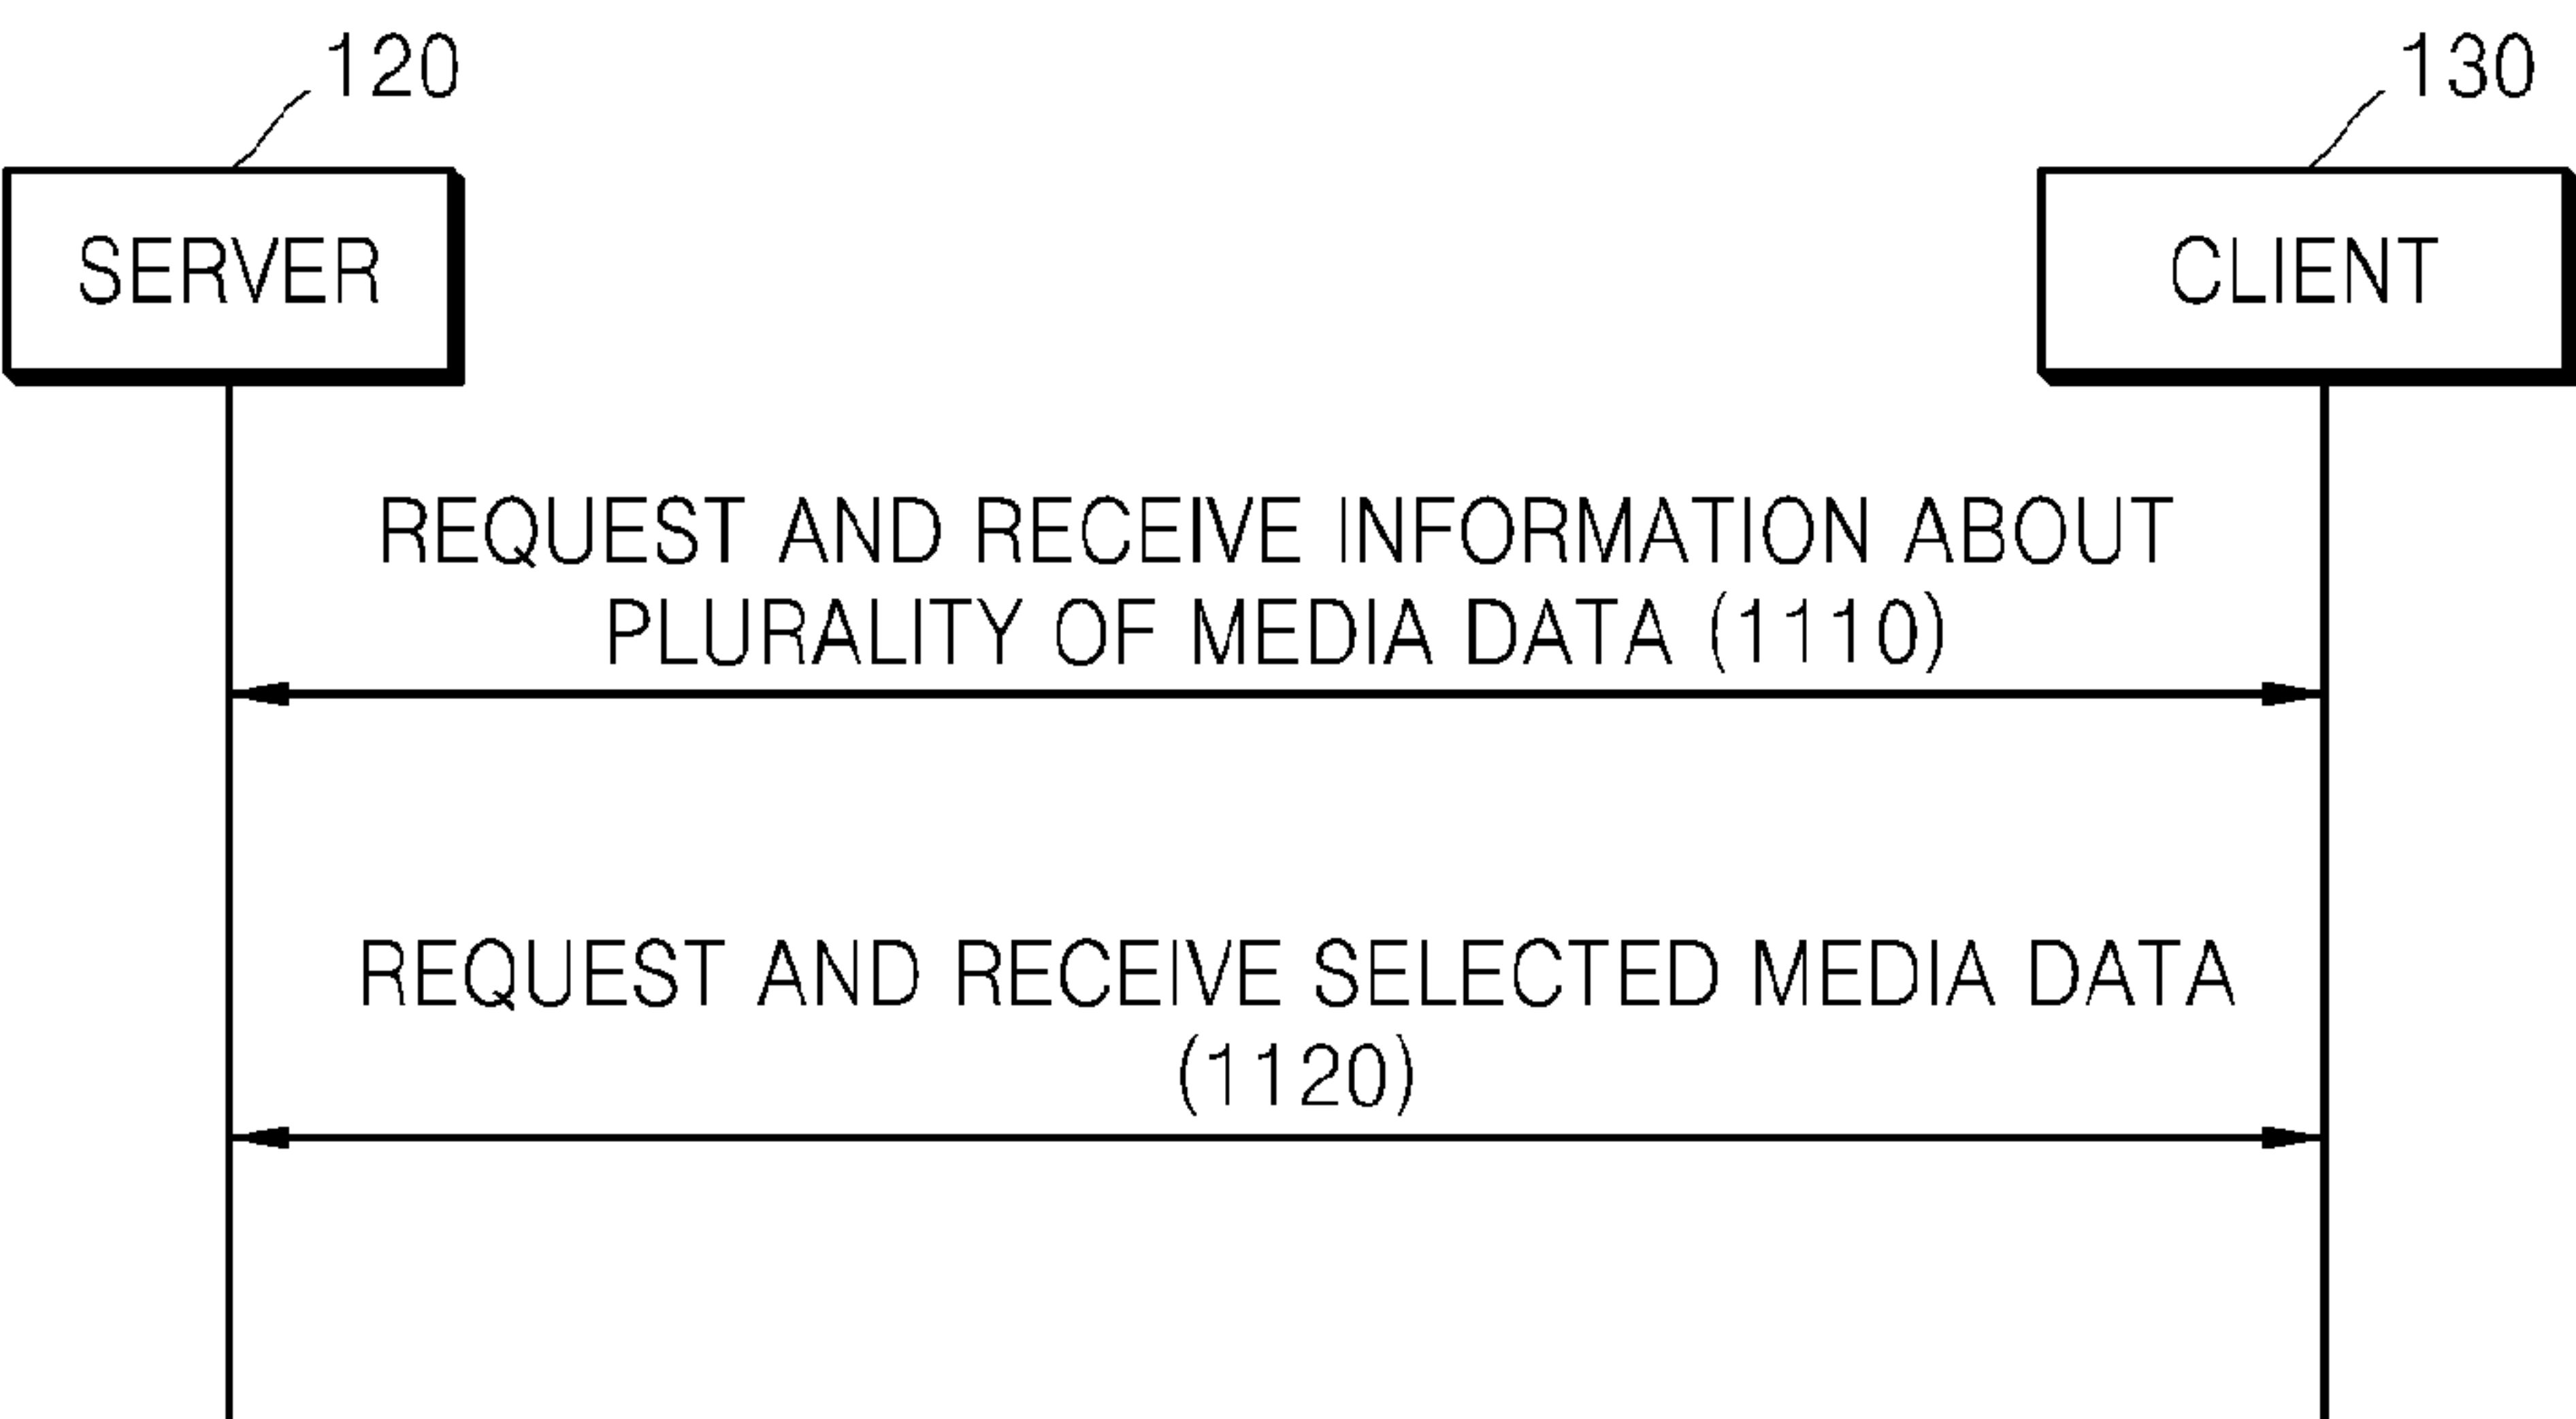 120
130
SERVER
CLIENT
REQUEST AND RECEIVE INFORMATION ABOUT
PLURALITY OF MEDIA DATA (1110)
REQUEST AND RECEIVE SELECTED MEDIA DATA
(1120)